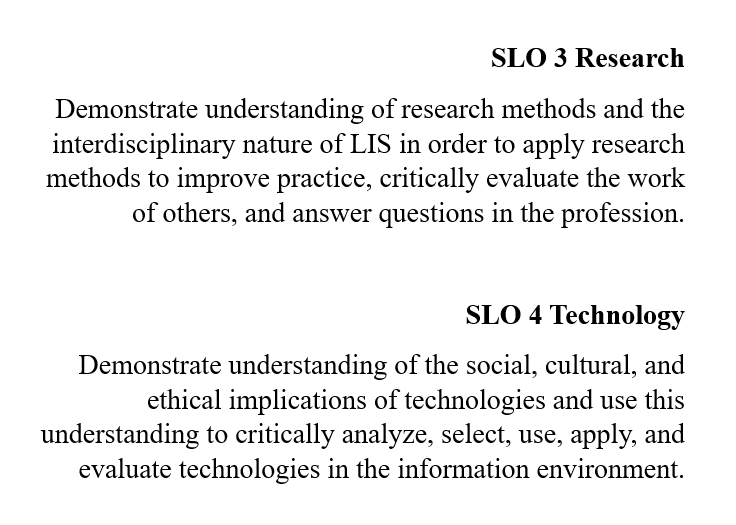 SLO 3 Research
Demonstrate understanding of research methods and the
interdisciplinary nature of LIS in order to apply research
methods to improve practice, critically evaluate the work
of others, and answer questions in the profession.
SLO 4 Technology
Demonstrate understanding of the social, cultural, and
ethical implications of technologies and use this
understanding to critically analyze, select, use, apply, and
evaluate technologies in the information environment.